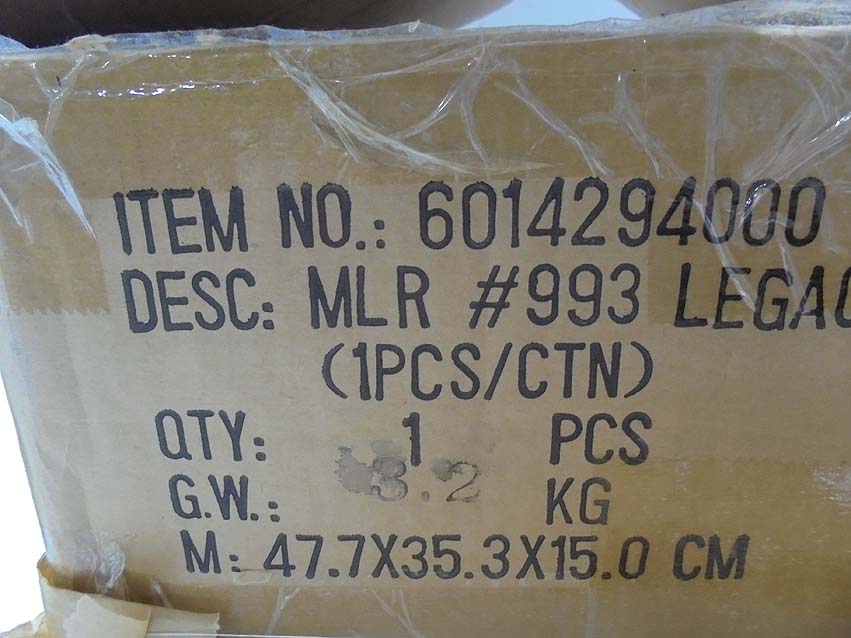 ITEM NO.: 6014294000
DESC: MLR #993 LEGAC
(1PCS/CTN)
QTY: 1 PCS
G.W.: 3.2 KG
M: 47.7X35.3X15.0 CM